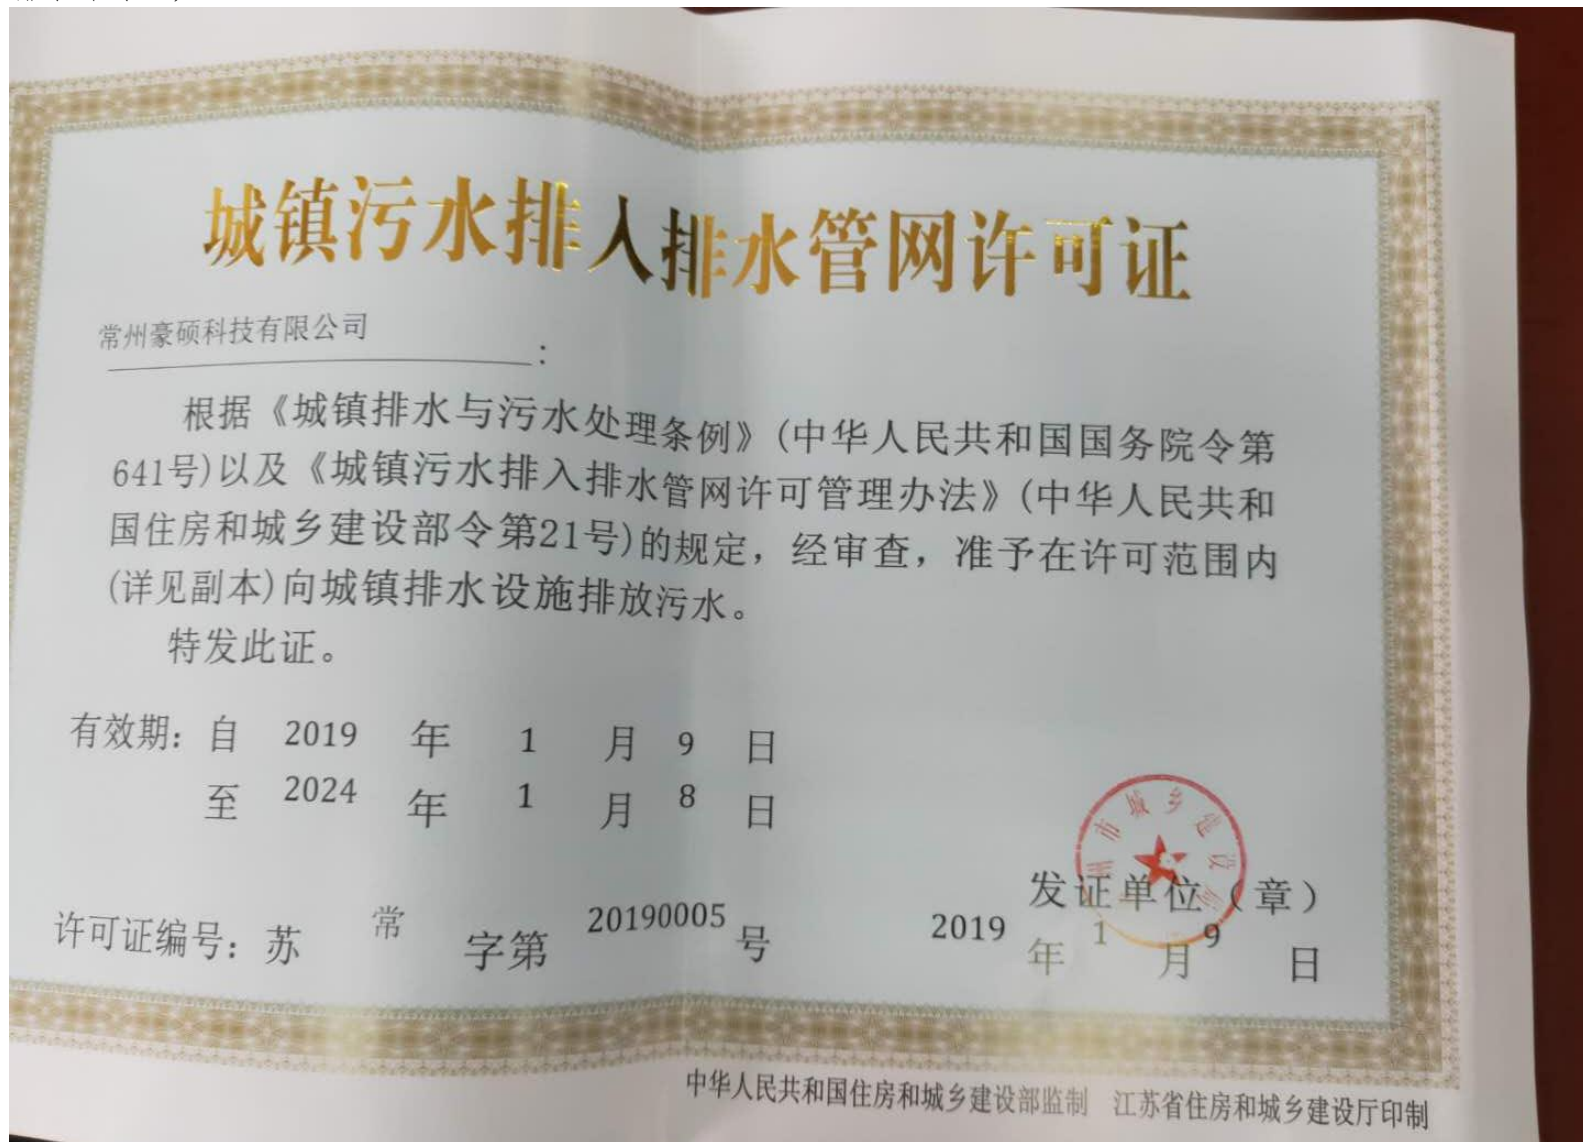 城镇污水排入排水管网许可证
常州豪硕科技有限公司:
根据《城镇排水与污水处理条例》(中华人民共和国国务院令第
641号)以及《城镇污水排入排水管网许可管理办法》(中华人民共和
国住房和城乡建设部令第21号)的规定，经审查，准予在许可范围内
(详见副本)向城镇排水设施排放污水。
特发此证。
有效期：自 2019 年 1 月 9 日
至 2024 年 1 月 8 日
州市城乡建设局
发证单位（章）
许可证编号：苏 常 字第 20190005 号
2019 年 1 月 9 日
中华人民共和国住房和城乡建设部监制 江苏省住房和城乡建设厅印制